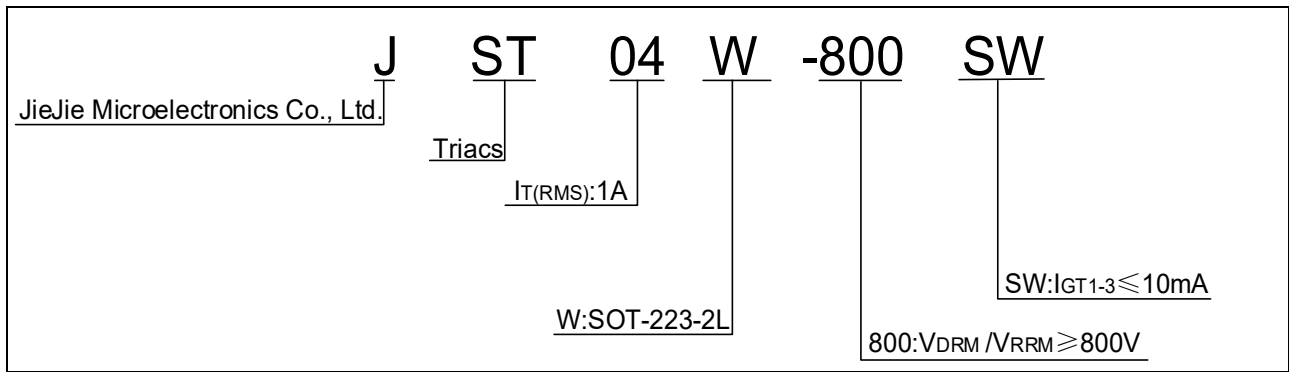 J ST 04 W -800 SW
JieJie Microelectronics Co., Ltd.
Triacs
IT(RMS):1A
SW:IGT1-3≤10mA
W:SOT-223-2L
800:VDRM /VRRM≥800V